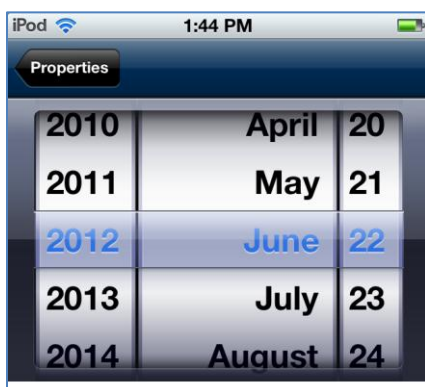 iPod 1:44 PM
Properties
2010 April 20
2011 May 21
2012 June 22
2013 July 23
2014 August 24